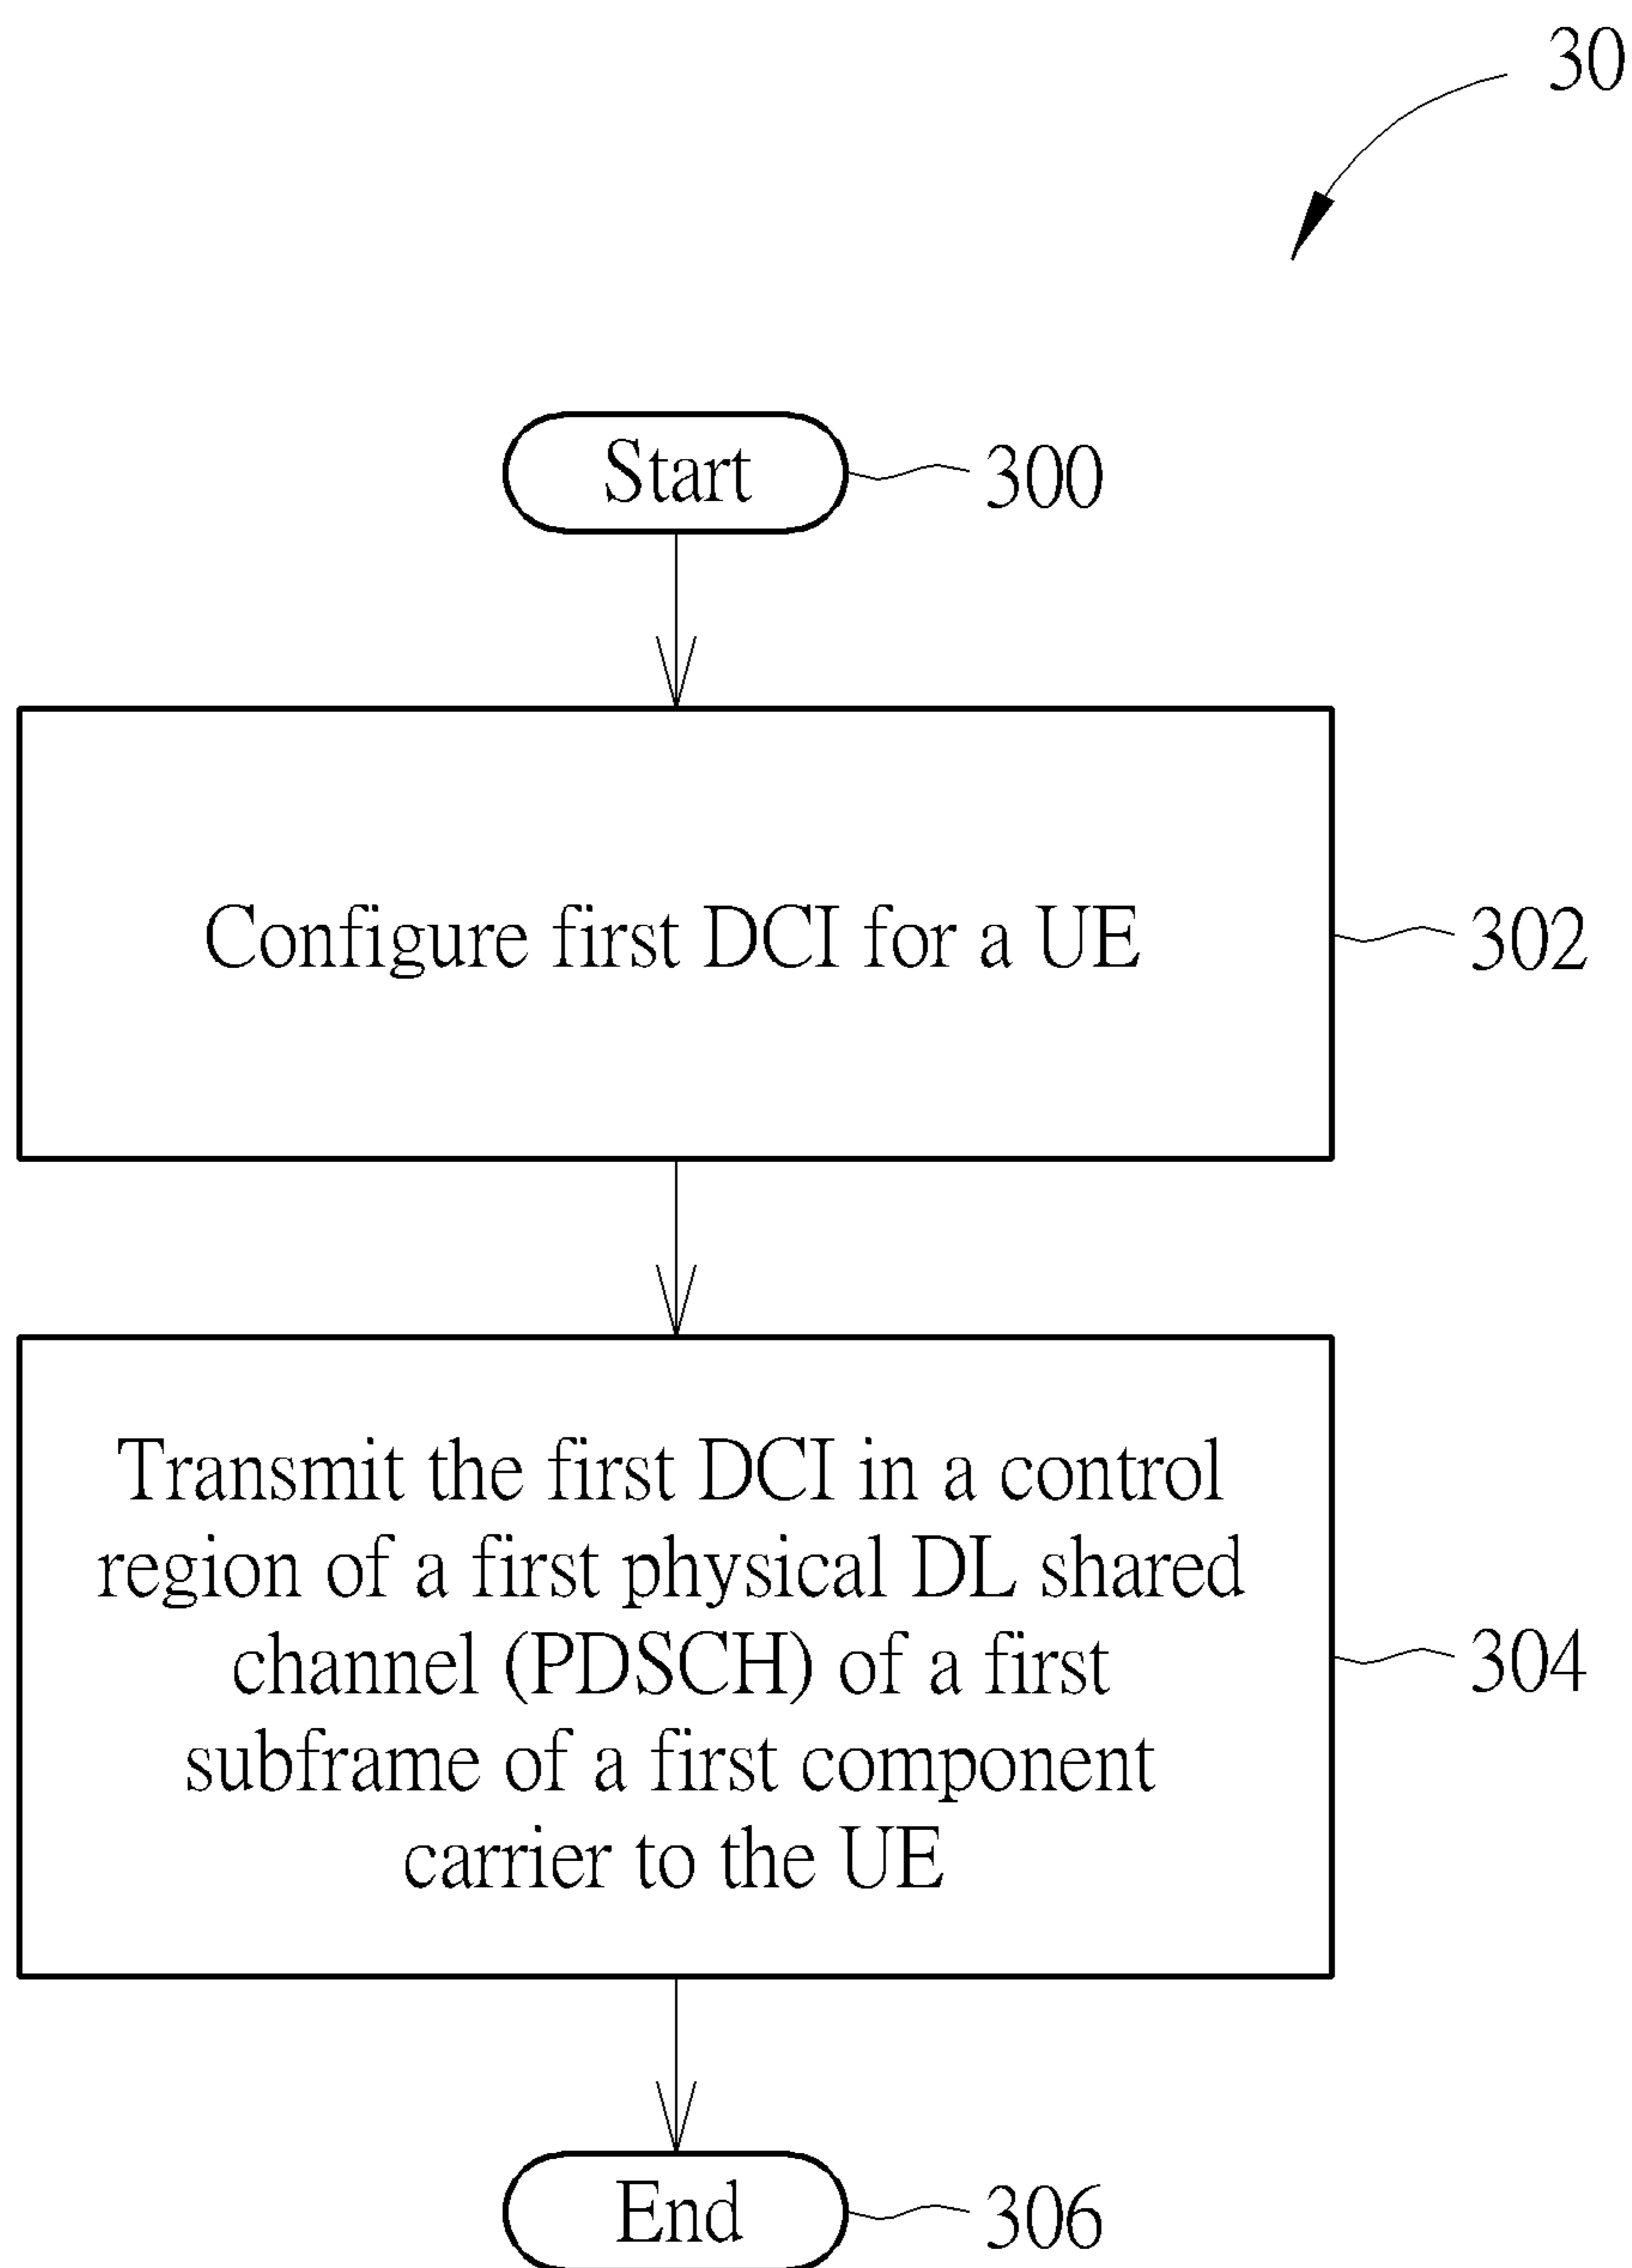 30
Start
300
Configure first DCI for a UE
302
Transmit the first DCI in a control
region of a first physical DL shared
channel (PDSCH) of a first
subframe of a first component
carrier to the UE
304
End
306